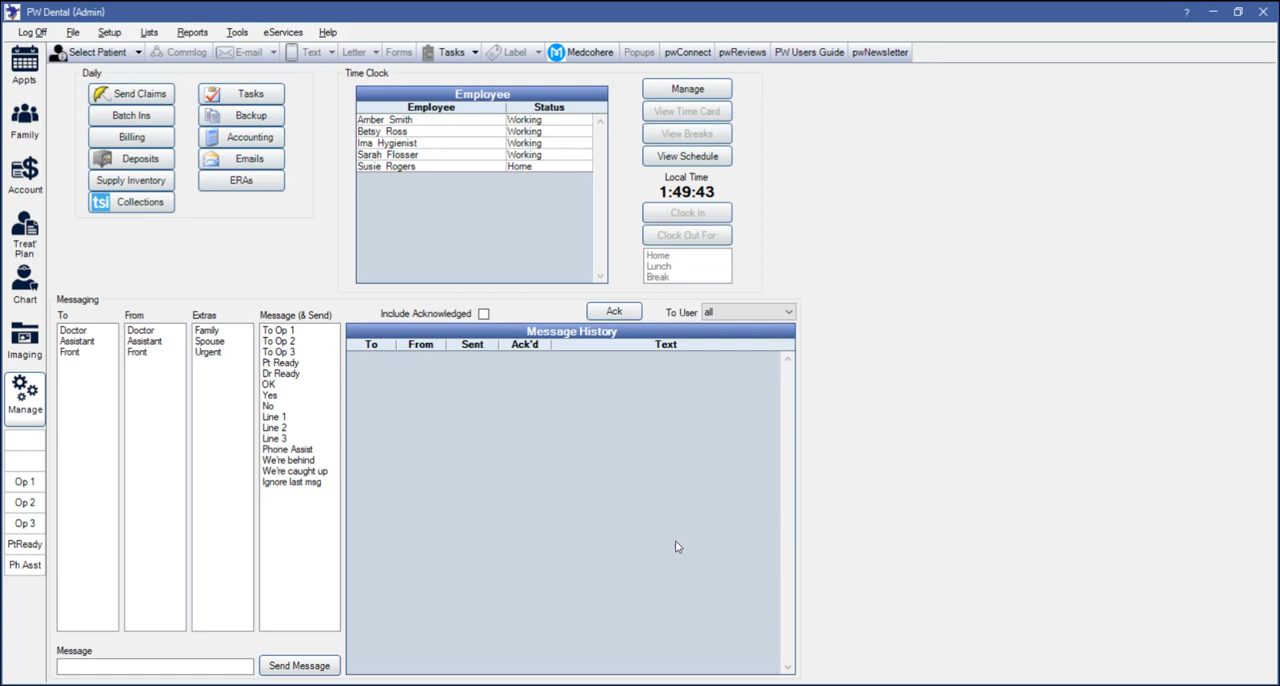 PW Dental {Admin}
?
Log Off File Setup Lists Reports Tools eServices Help
Select Patient Commlog E-mail Text Letter Forms Tasks Label Medcohere Popups pwConnect pwReviews PW Users Guide pwNewsletter
Appts
Family
Account
Treat'
Plan
Chart
Imaging
Manage
Op 1
Op 2
Op 3
PtReady
Ph Asst
Daily
Send Claims Tasks
Batch Ins Backup
Billing Accounting
Deposits Emails
Supply Inventory ERAs
tsi Collections
Time Clock
Employee
Employee Status
Amber Smith Working
Betsy Ross Working
Ima Hygienist Working
Sarah Flosser Working
Susie Rogers Home
Manage
View Time Card
View Breaks
View Schedule
Local Time
1:49:43
Clock In
Clock Out For:
Home
Lunch
Break
Messaging
To
Doctor
Assistant
Front
From
Doctor
Assistant
Front
Extras
Family
Spouse
Urgent
Message (& Send)
To Op 1
To Op 2
To Op 3
Pt Ready
Dr Ready
OK
Yes
No
Line 1
Line 2
Line 3
Phone Assist
We're behind
We're caught up
Ignore last msg
Include Acknowledged Ack To User all
Message History
To From Sent Ack'd Text
Message
Send Message